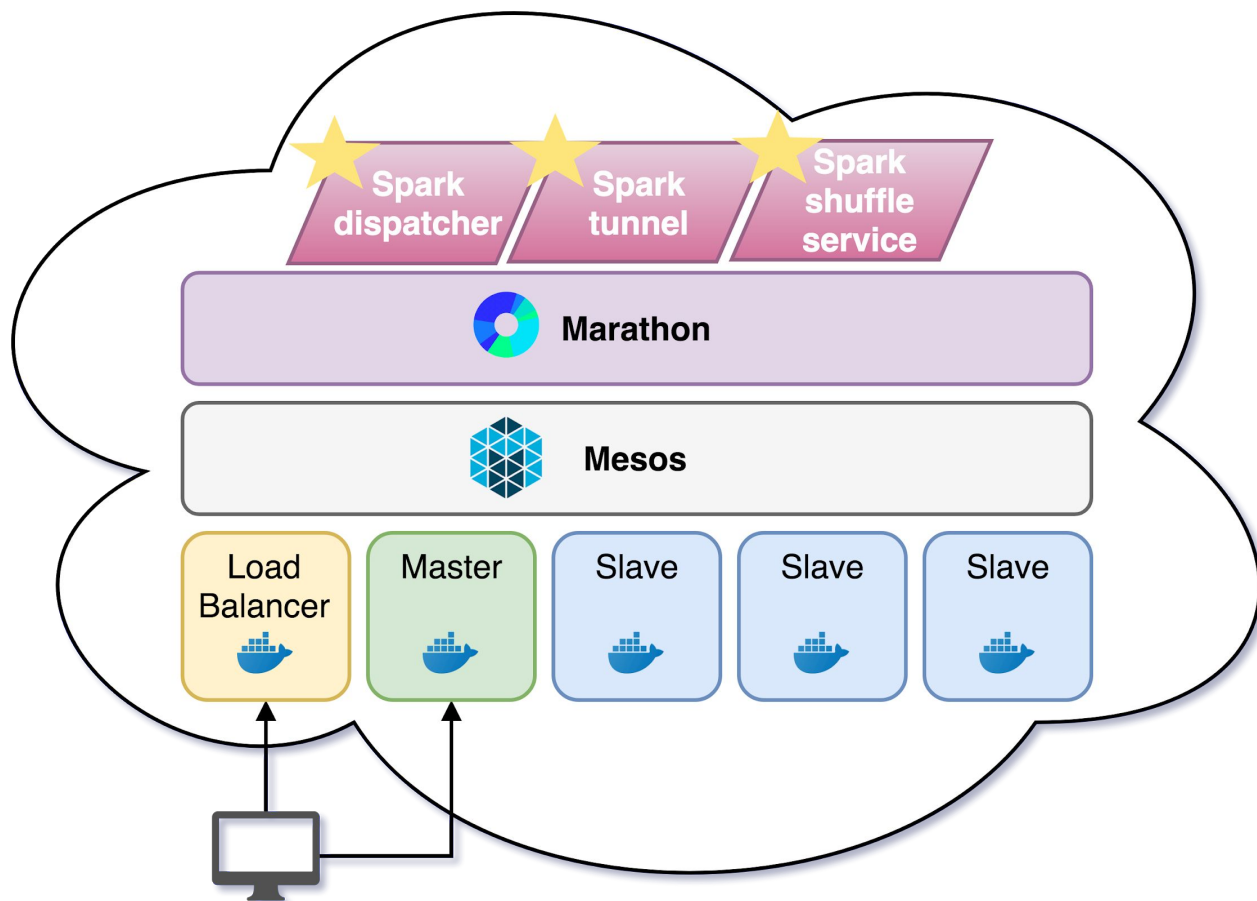 Spark
dispatcher
Spark
tunnel
Spark
shuffle
service
Marathon
Mesos
Load
Balancer
Master
Slave
Slave
Slave